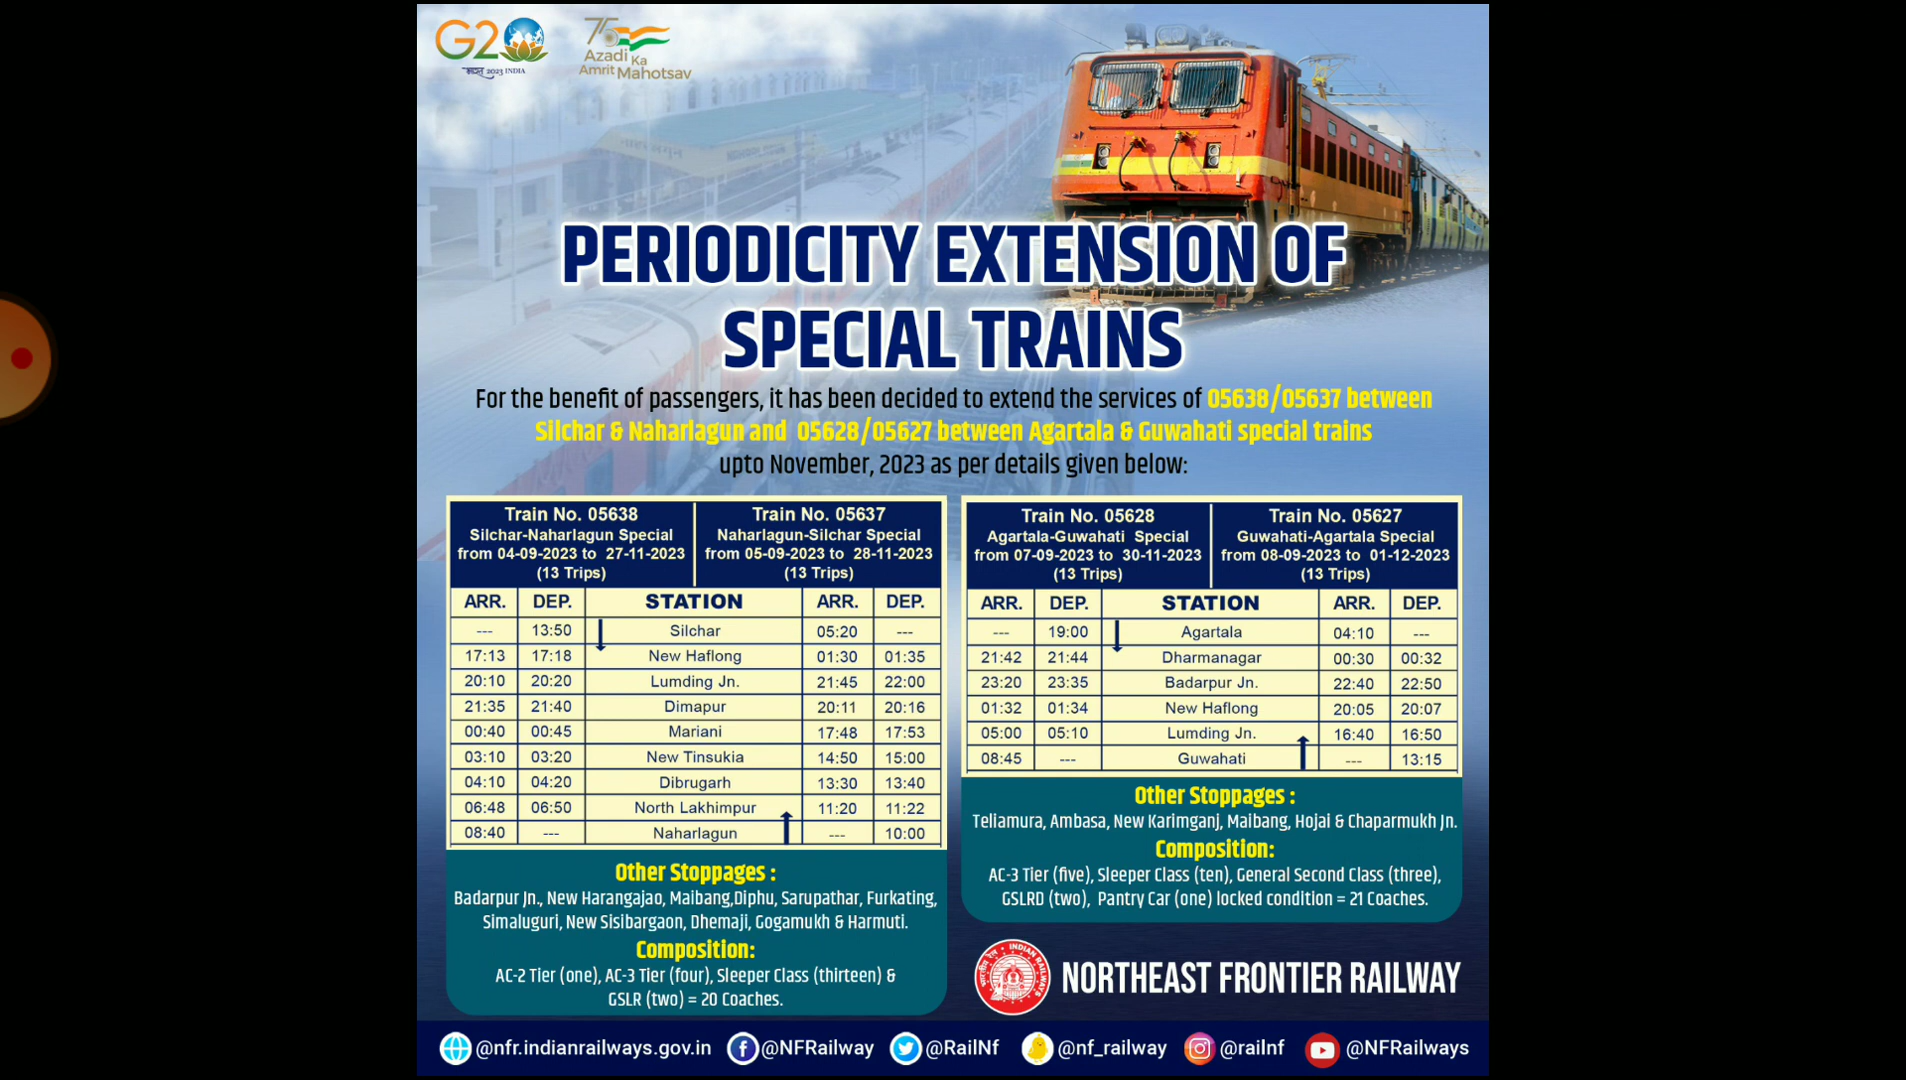 G20
भारत 2023 INDIA
75
Azadi Ka
Amrit Mahotsav
PERIODICITY EXTENSION OF
SPECIAL TRAINS
For the benefit of passengers, it has been decided to extend the services of 05638/05637 between
Silchar & Naharlagun and 05628/05627 between Agartala & Guwahati special trains
upto November, 2023 as per details given below:
Train No. 05638
Silchar-Naharlagun Special
from 04-09-2023 to 27-11-2023
(13 Trips)
Train No. 05637
Naharlagun-Silchar Special
from 05-09-2023 to 28-11-2023
(13 Trips)
ARR. DEP. STATION ARR. DEP.
--- 13:50 Silchar 05:20 ---
17:13 17:18 New Haflong 01:30 01:35
20:10 20:20 Lumding Jn. 21:45 22:00
21:35 21:40 Dimapur 20:11 20:16
00:40 00:45 Mariani 17:48 17:53
03:10 03:20 New Tinsukia 14:50 15:00
04:10 04:20 Dibrugarh 13:30 13:40
06:48 06:50 North Lakhimpur 11:20 11:22
08:40 --- Naharlagun --- 10:00
Other Stoppages :
Badarpur Jn., New Harangajao, Maibang,Diphu, Sarupathar, Furkating,
Simaluguri, New Sisibargaon, Dhemaji, Gogamukh & Harmuti.
Composition:
AC-2 Tier (one), AC-3 Tier (four), Sleeper Class (thirteen) &
GSLR (two) = 20 Coaches.
Train No. 05628
Agartala-Guwahati Special
from 07-09-2023 to 30-11-2023
(13 Trips)
Train No. 05627
Guwahati-Agartala Special
from 08-09-2023 to 01-12-2023
(13 Trips)
ARR. DEP. STATION ARR. DEP.
--- 19:00 Agartala 04:10 ---
21:42 21:44 Dharmanagar 00:30 00:32
23:20 23:35 Badarpur Jn. 22:40 22:50
01:32 01:34 New Haflong 20:05 20:07
05:00 05:10 Lumding Jn. 16:40 16:50
08:45 --- Guwahati --- 13:15
Other Stoppages :
Teliamura, Ambasa, New Karimganj, Maibang, Hojai & Chaparmukh Jn.
Composition:
AC-3 Tier (five), Sleeper Class (ten), General Second Class (three),
GSLRD (two), Pantry Car (one) locked condition = 21 Coaches.
INDIAN RAILWAYS
NORTHEAST FRONTIER RAILWAY
@nfr.indianrailways.gov.in @NFRailway @RailNf @nf_railway @railnf @NFRailways